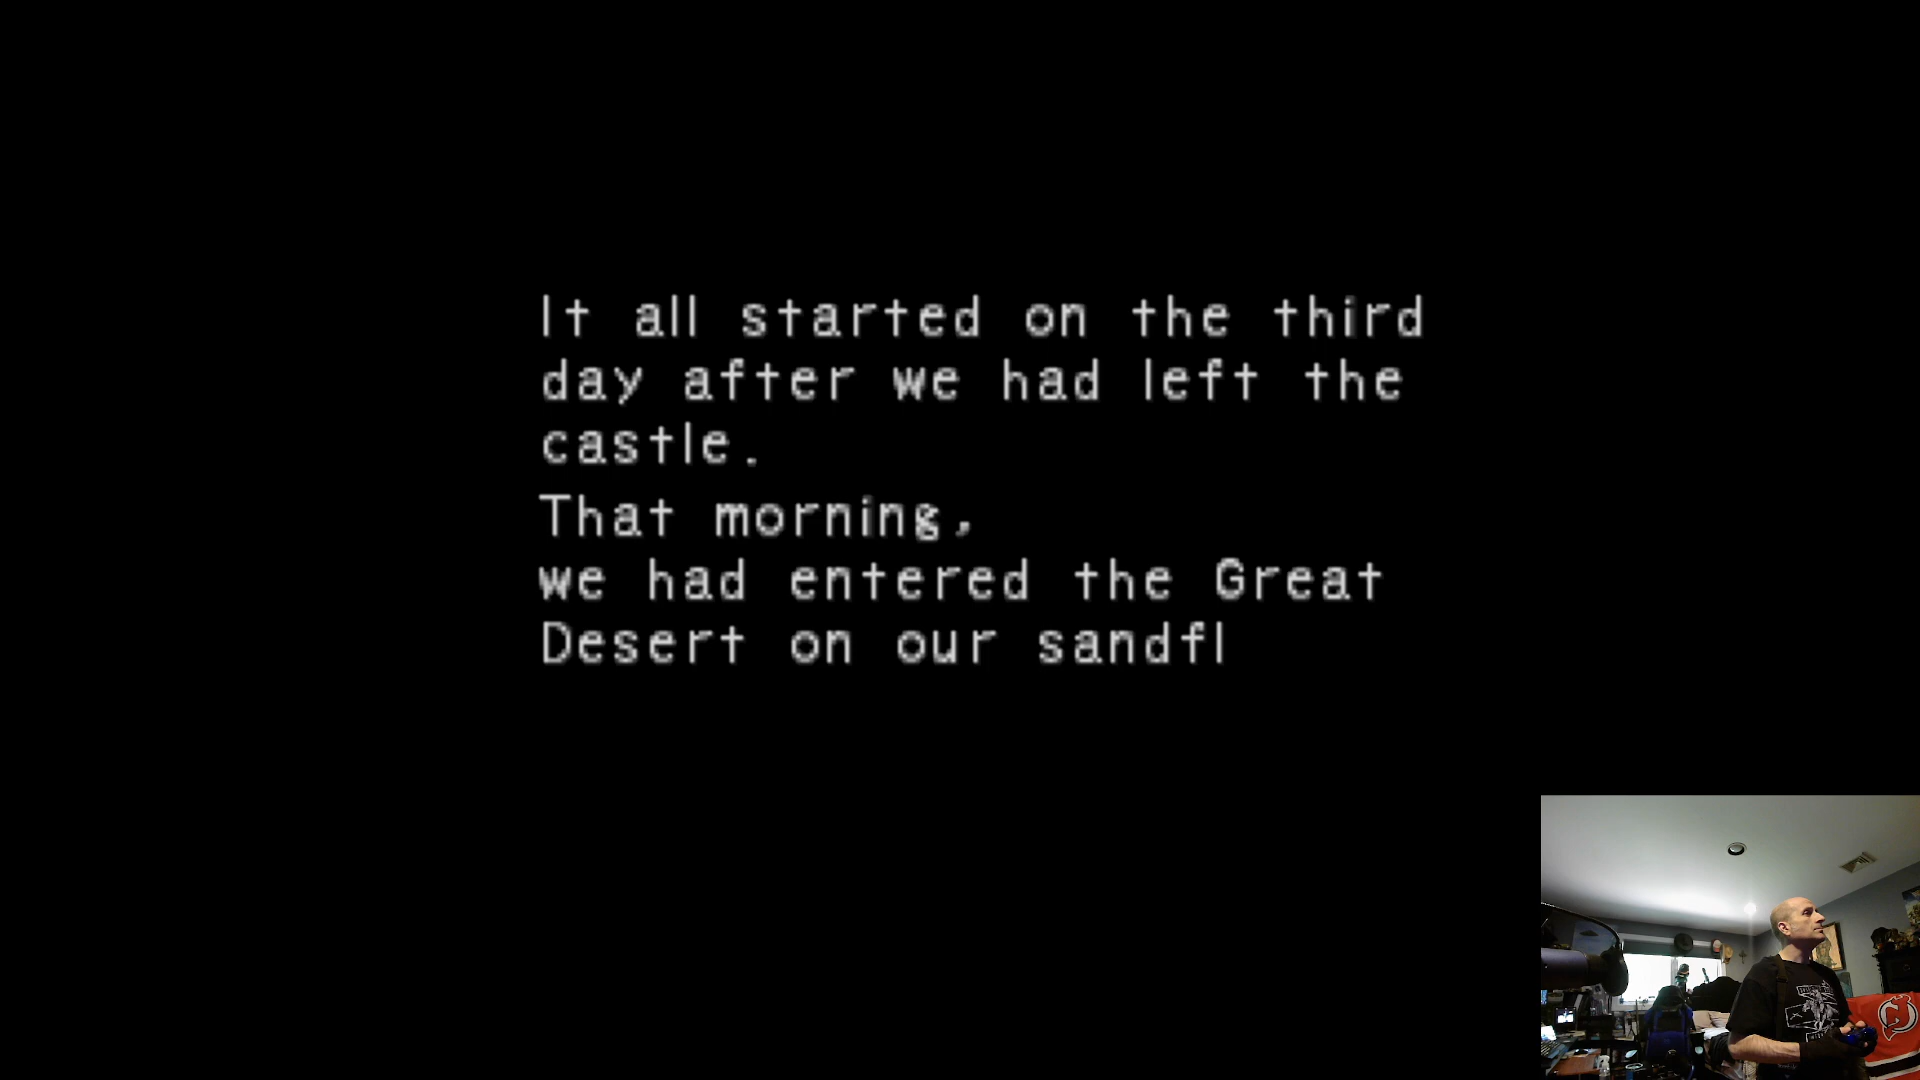 It all started on the third
day after we had left the
castle.
That morning,
we had entered the Great
Desert on our sandfl